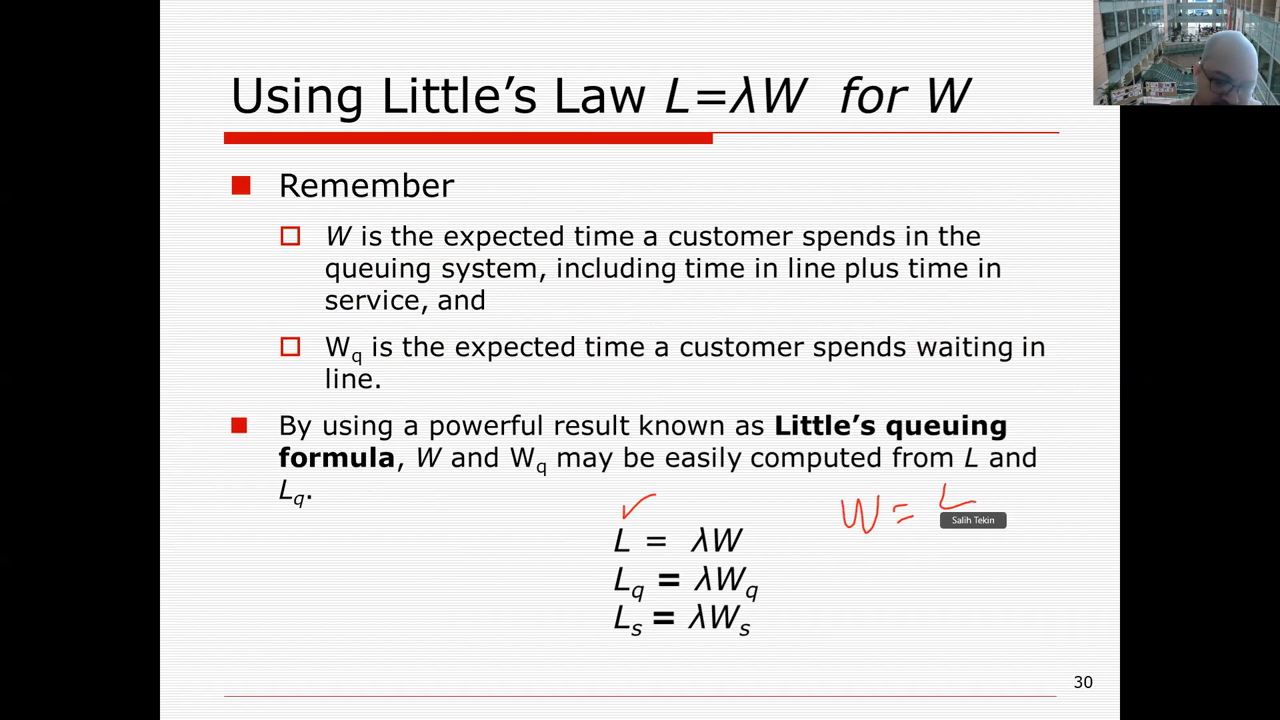 Using Little's Law L=λW for W
Remember
W is the expected time a customer spends in the
queuing system, including time in line plus time in
service, and
Wq is the expected time a customer spends waiting in
line.
By using a powerful result known as Little's queuing
formula, W and Wq may be easily computed from L and
Lq.
W = L
Salih Tekin
L = λW
Lq = λWq
Ls = λWs
30